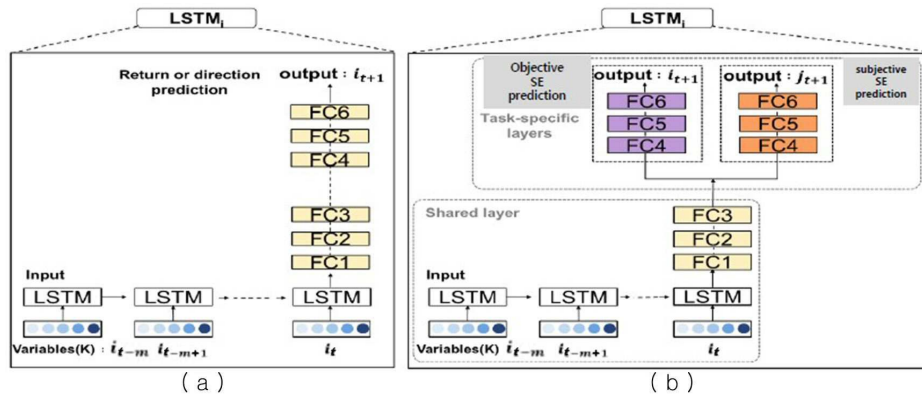 LSTMᵢ
Return or direction
prediction
output : iₜ₊₁
FC6
FC5
FC4
FC3
FC2
FC1
Input
LSTM
LSTM
LSTM
Variables(K) : iₜ₋ₘ iₜ₋ₘ₊₁ iₜ
( a )
LSTMᵢ
Objective
SE
prediction
output : iₜ₊₁
output : jₜ₊₁
subjective
SE
prediction
FC6
FC5
FC4
FC6
FC5
FC4
Task-specific
layers
Shared layer
FC3
FC2
FC1
Input
LSTM
LSTM
LSTM
Variables(K) : iₜ₋ₘ iₜ₋ₘ₊₁ iₜ
( b )